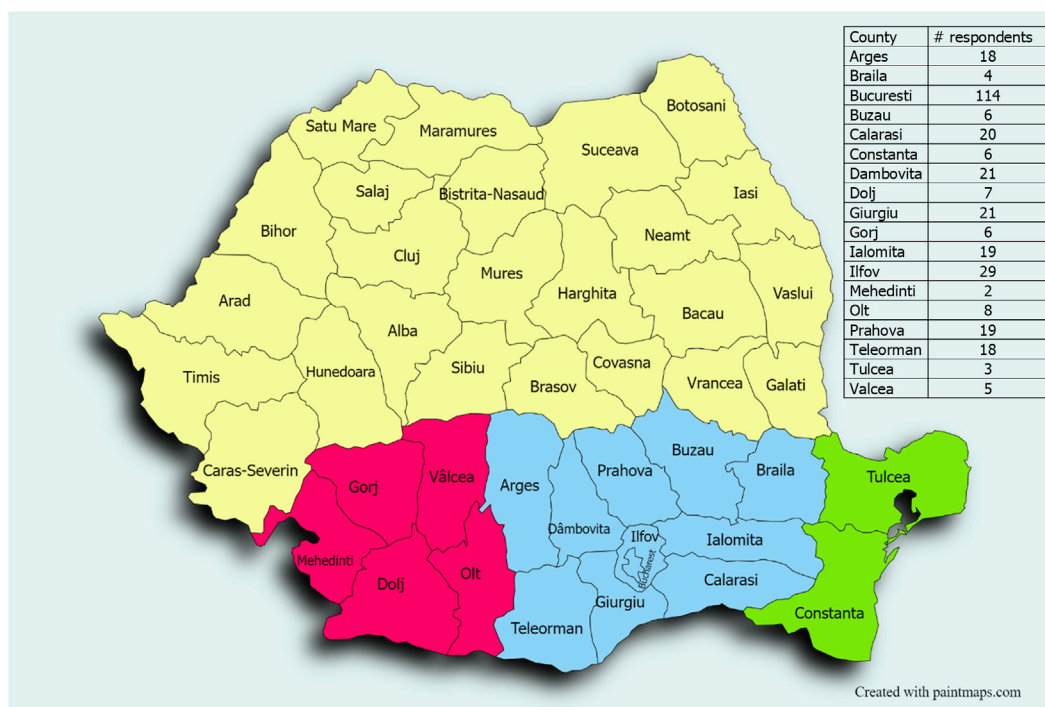 County # respondents
Arges 18
Braila 4
Bucuresti 114
Buzau 6
Calarasi 20
Constanta 6
Dambovita 21
Dolj 7
Giurgiu 21
Gorj 6
Ialomita 19
Ilfov 29
Mehedinti 2
Olt 8
Prahova 19
Teleorman 18
Tulcea 3
Valcea 5
Botosani
Satu Mare
Maramures
Suceava
Salaj
Bistrita-Nasaud
Iasi
Bihor
Cluj
Neamt
Mures
Harghita
Vaslui
Arad
Alba
Bacau
Timis
Hunedoara
Sibiu
Brasov
Covasna
Vrancea
Galati
Caras-Severin
Gorj
Vâlcea
Arges
Prahova
Buzau
Braila
Tulcea
Dâmbovita
Ilfov
Ialomita
Mehedinti
Dolj
Olt
Bucharest
Calarasi
Giurgiu
Teleorman
Constanta
Created with paintmaps.com